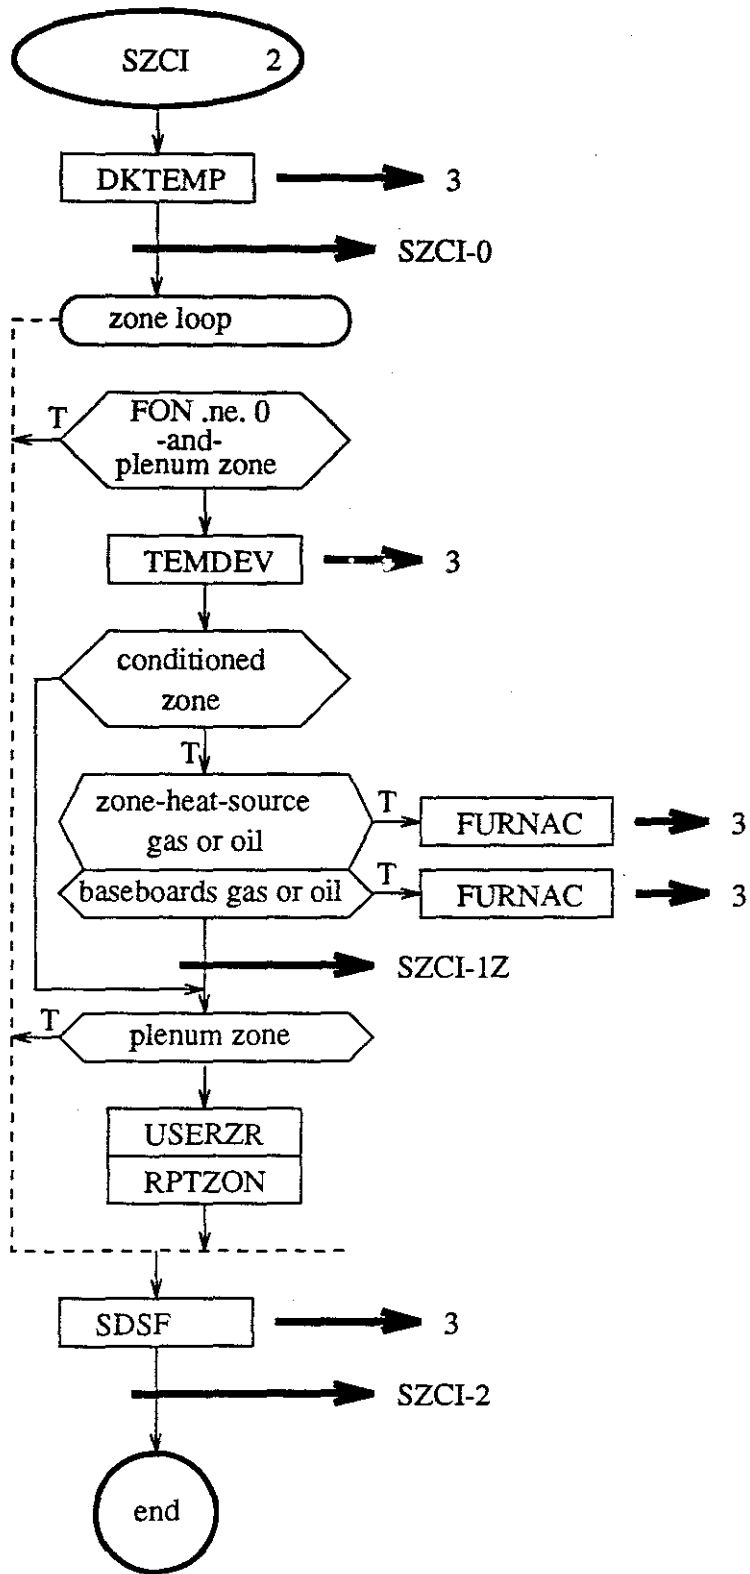 SZCI 2
DKTEMP 3
SZCI-0
zone loop
T
FON .ne. 0
-and-
plenum zone
TEMDEV 3
conditioned
zone
T
zone-heat-source
gas or oil
T
FURNAC 3
baseboards gas or oil
T
FURNAC 3
SZCI-1Z
T
plenum zone
USERZR
RPTZON
SDSF 3
SZCI-2
end